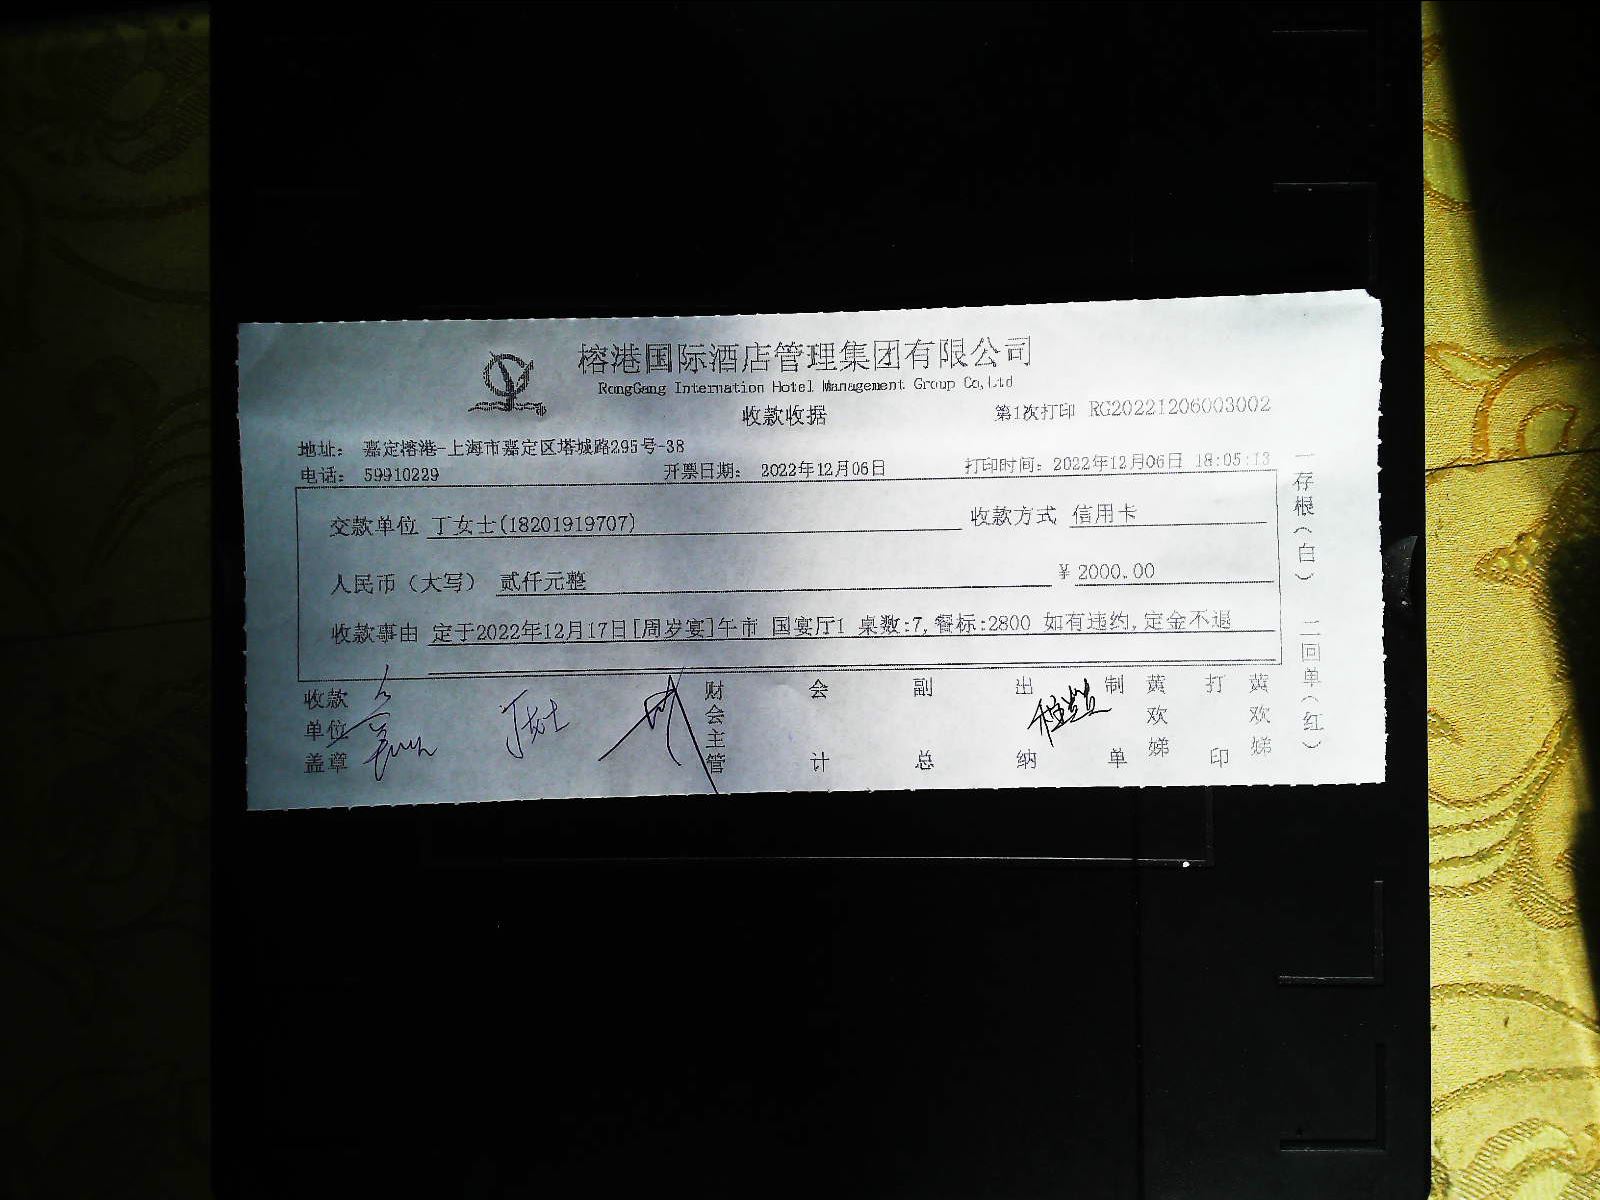 榕港国际酒店管理集团有限公司
RongGang Internation Hotel Management Group Co,Ltd
收款收据
第1次打印 RG20221206003002
地址： 嘉定榕港-上海市嘉定区塔城路295号-38
电话： 59910229 开票日期： 2022年12月06日 打印时间：2022年12月06日 18:05:13
交款单位 丁女士(18201919707) 收款方式 信用卡
人民币（大写） 贰仟元整 ¥ 2000.00
收款事由 定于2022年12月17日[周岁宴]午市 国宴厅1 桌数:7,餐标:2800 如有违约,定金不退
收款单位盖章 丁女士 财会主管 会计 副总 出纳 制单 黄欢娣 打印 黄欢娣
一存根（白） 二回单（红）